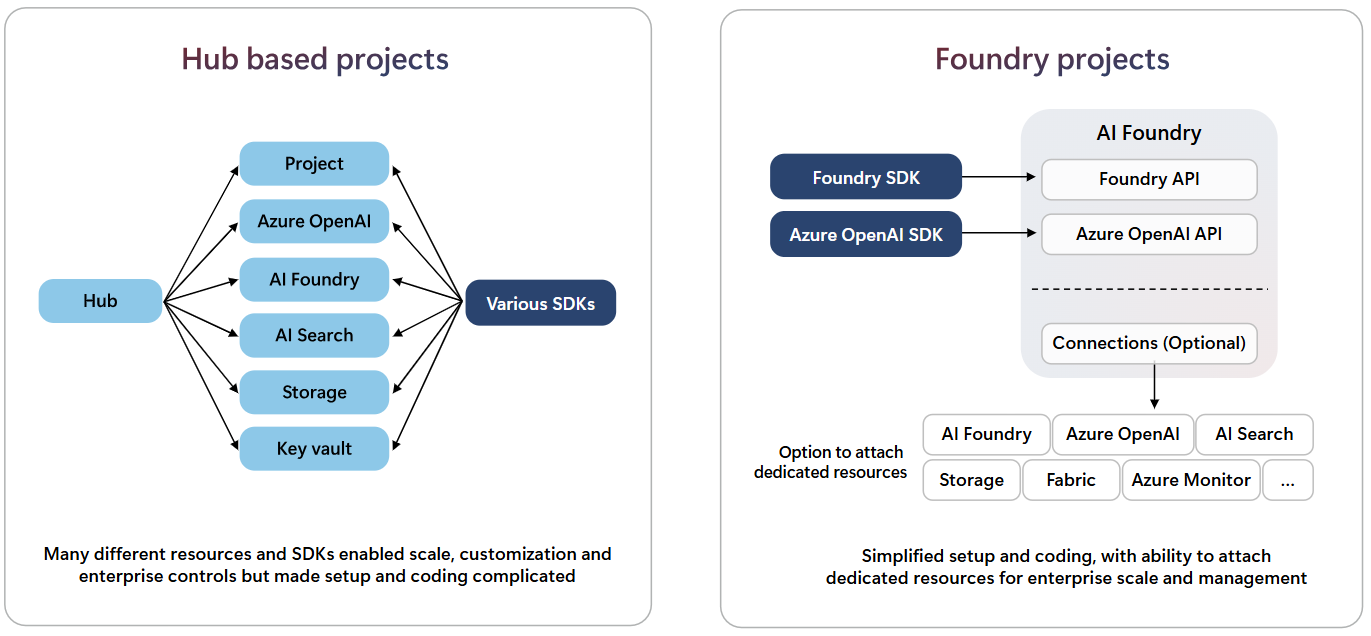 Hub based projects
Project
Azure OpenAI
AI Foundry
Hub
Various SDKs
AI Search
Storage
Key vault
Many different resources and SDKs enabled scale, customization and
enterprise controls but made setup and coding complicated
Foundry projects
AI Foundry
Foundry SDK
Foundry API
Azure OpenAI SDK
Azure OpenAI API
Connections (Optional)
Option to attach
dedicated resources
AI Foundry
Azure OpenAI
AI Search
Storage
Fabric
Azure Monitor
...
Simplified setup and coding, with ability to attach
dedicated resources for enterprise scale and management